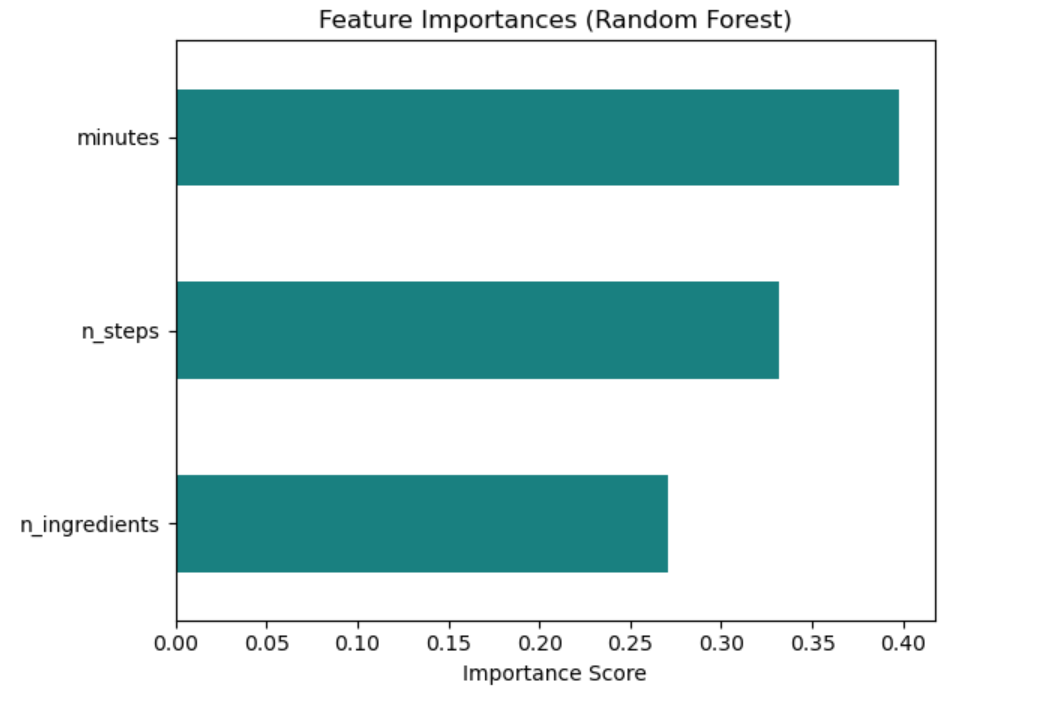 Feature Importances (Random Forest)
minutes
n_steps
n_ingredients
0.00 0.05 0.10 0.15 0.20 0.25 0.30 0.35 0.40
Importance Score